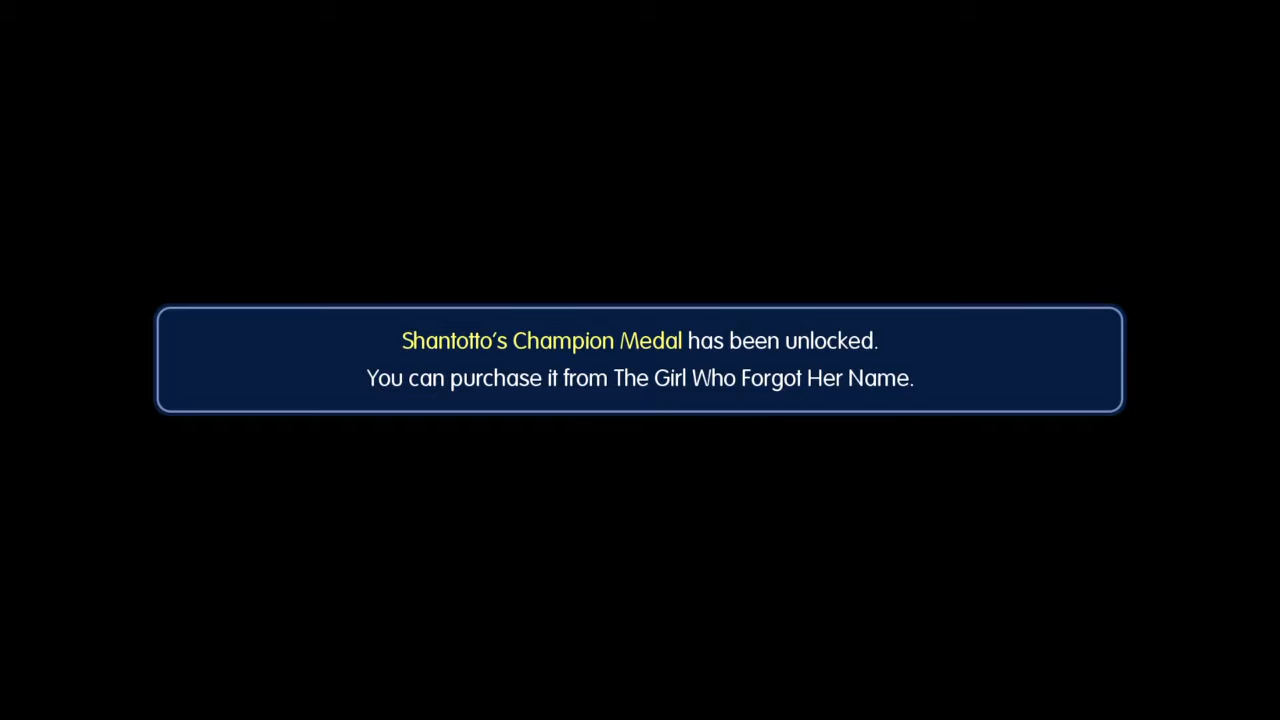 Shantotto's Champion Medal has been unlocked.
You can purchase it from The Girl Who Forgot Her Name.